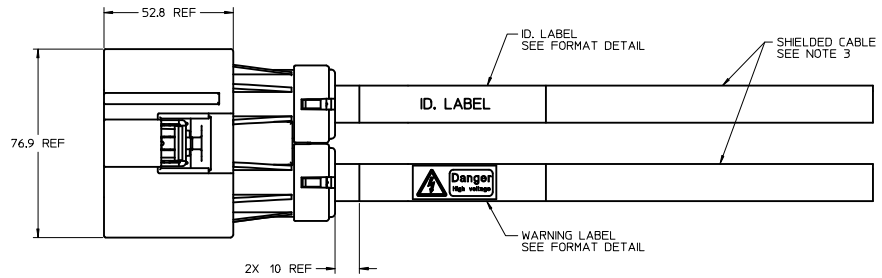 52.8 REF
ID. LABEL
SEE FORMAT DETAIL
SHIELDED CABLE
SEE NOTE 3
ID. LABEL
76.9 REF
Danger
High voltage
WARNING LABEL
SEE FORMAT DETAIL
2X 10 REF